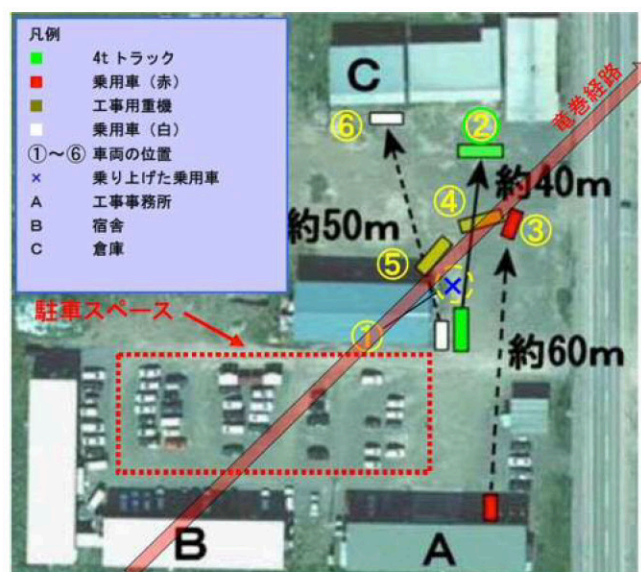 凡例
4t トラック
乗用車（赤）
工事用重機
乗用車（白）
①～⑥ 車両の位置
× 乗り上げた乗用車
A 工事事務所
B 宿舎
C 倉庫
C
竜巻経路
⑥
②
約40m
④
③
約50m
⑤
駐車スペース
①
約60m
B
A